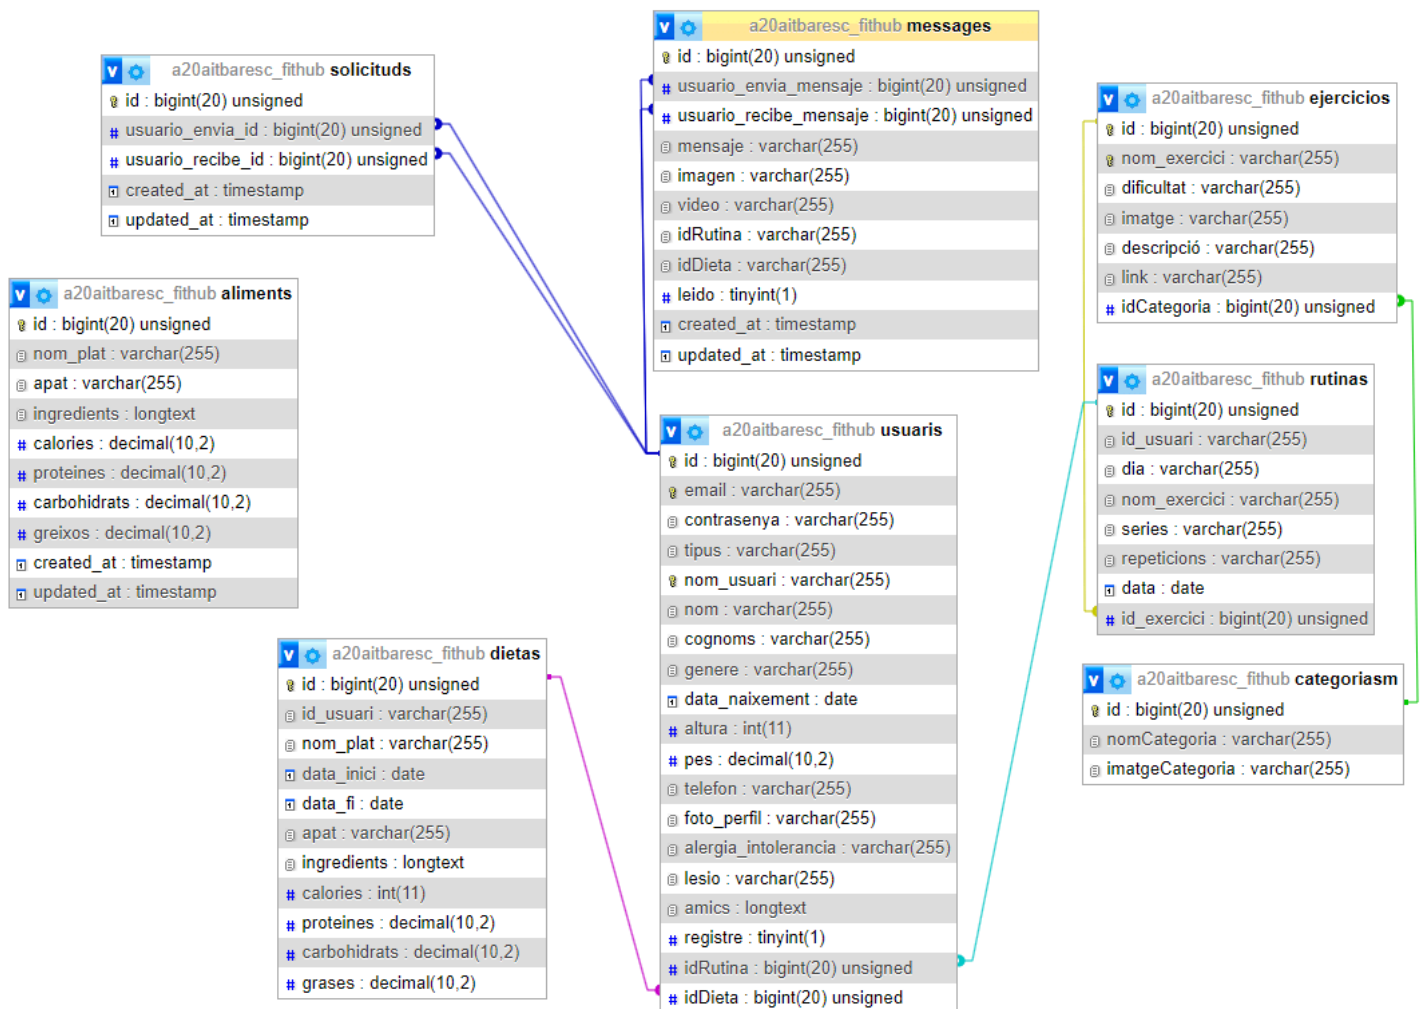 a20aitbaresc_fithub solicituds
id : bigint(20) unsigned
usuario_envia_id : bigint(20) unsigned
usuario_recibe_id : bigint(20) unsigned
created_at : timestamp
updated_at : timestamp
a20aitbaresc_fithub messages
id : bigint(20) unsigned
usuario_envia_mensaje : bigint(20) unsigned
usuario_recibe_mensaje : bigint(20) unsigned
mensaje : varchar(255)
imagen : varchar(255)
video : varchar(255)
idRutina : varchar(255)
idDieta : varchar(255)
leido : tinyint(1)
created_at : timestamp
updated_at : timestamp
a20aitbaresc_fithub ejercicios
id : bigint(20) unsigned
nom_exercici : varchar(255)
dificultat : varchar(255)
imatge : varchar(255)
descripció : varchar(255)
link : varchar(255)
idCategoria : bigint(20) unsigned
a20aitbaresc_fithub aliments
id : bigint(20) unsigned
nom_plat : varchar(255)
apat : varchar(255)
ingredients : longtext
calories : decimal(10,2)
proteines : decimal(10,2)
carbohidrats : decimal(10,2)
greixos : decimal(10,2)
created_at : timestamp
updated_at : timestamp
a20aitbaresc_fithub rutinas
id : bigint(20) unsigned
id_usuari : varchar(255)
dia : varchar(255)
nom_exercici : varchar(255)
series : varchar(255)
repeticions : varchar(255)
data : date
id_exercici : bigint(20) unsigned
a20aitbaresc_fithub usuaris
id : bigint(20) unsigned
email : varchar(255)
contrasenya : varchar(255)
tipus : varchar(255)
nom_usuari : varchar(255)
nom : varchar(255)
cognoms : varchar(255)
genere : varchar(255)
data_naixement : date
altura : int(11)
pes : decimal(10,2)
telefon : varchar(255)
foto_perfil : varchar(255)
alergia_intolerancia : varchar(255)
lesio : varchar(255)
amics : longtext
registre : tinyint(1)
idRutina : bigint(20) unsigned
idDieta : bigint(20) unsigned
a20aitbaresc_fithub dietas
id : bigint(20) unsigned
id_usuari : varchar(255)
nom_plat : varchar(255)
data_inici : date
data_fi : date
apat : varchar(255)
ingredients : longtext
calories : int(11)
proteines : decimal(10,2)
carbohidrats : decimal(10,2)
grases : decimal(10,2)
a20aitbaresc_fithub categoriasm
id : bigint(20) unsigned
nomCategoria : varchar(255)
imatgeCategoria : varchar(255)